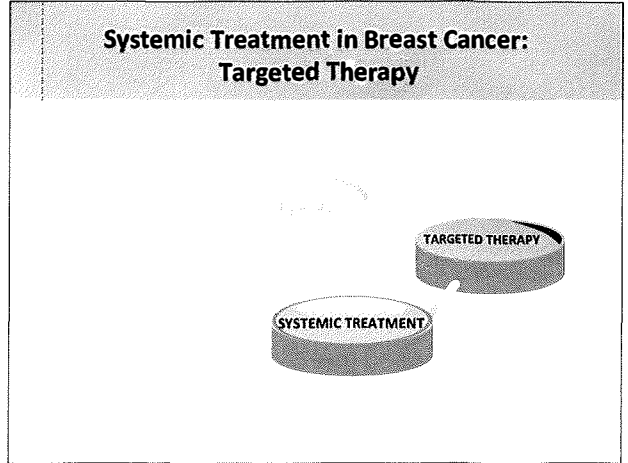 Systemic Treatment in Breast Cancer:
Targeted Therapy
TARGETED THERAPY
SYSTEMIC TREATMENT